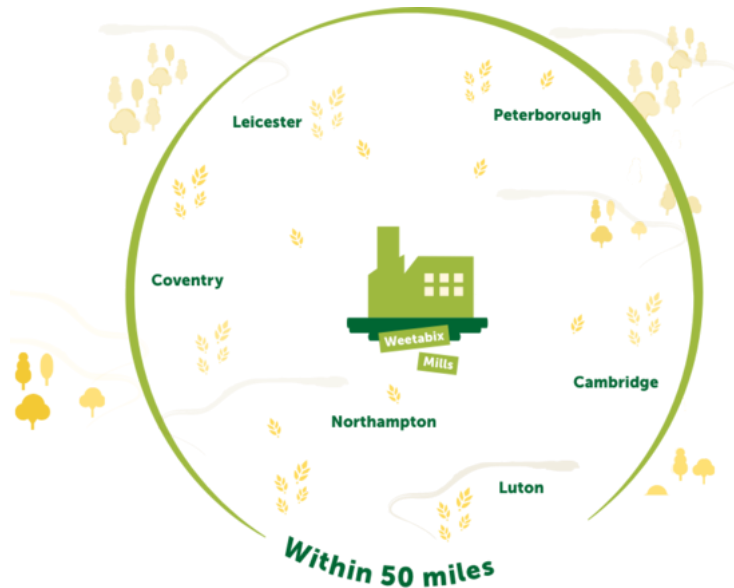 Peterborough
Leicester
Coventry
Weetabix
Mills
Cambridge
Northampton
Luton
Within 50 miles